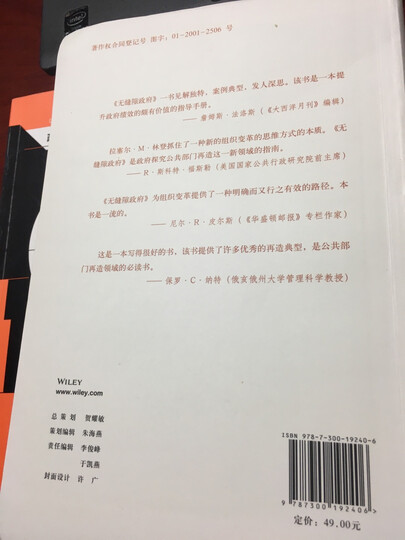 著作权合同登记号 图字：01-2001-2506 号
《无缝隙政府》一书见解独特，案例典型，发人深思。该书是一本提
升政府绩效的颇有价值的指导手册。
——詹姆斯·法洛斯（《大西洋月刊》编辑）
拉塞尔·M·林登抓住了一种新的组织变革的思维方式的本质。《无
缝隙政府》是政府探究公共部门再造这一新领域的指南。
——R·斯科特·福斯勒（美国国家公共行政研究院前主席）
《无缝隙政府》为组织变革提供了一种明确而又行之有效的路径。本
书是一流的。
——尼尔·R·皮尔斯（《华盛顿邮报》专栏作家）
这是一本写得很好的书，该书提供了许多优秀的再造典型，是公共部
门再造领域的必读书。
——保罗·C·纳特（俄亥俄州大学管理科学教授）
WILEY
www.wiley.com
总策划 贺耀敏
策划编辑 朱海燕
责任编辑 李俊峰
于凯燕
封面设计 许广
ISBN 978-7-300-19240-6
9 787300 192406 >
定价：49.00元